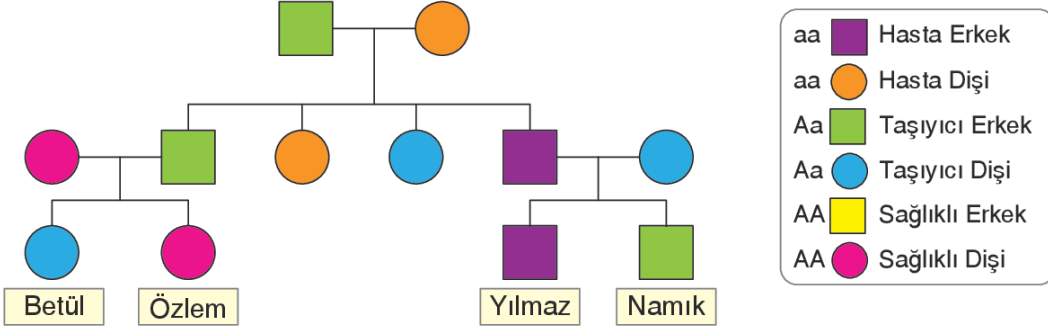 aa Hasta Erkek
aa Hasta Dişi
Aa Taşıyıcı Erkek
Aa Taşıyıcı Dişi
AA Sağlıklı Erkek
AA Sağlıklı Dişi
Betül Özlem Yılmaz Namık